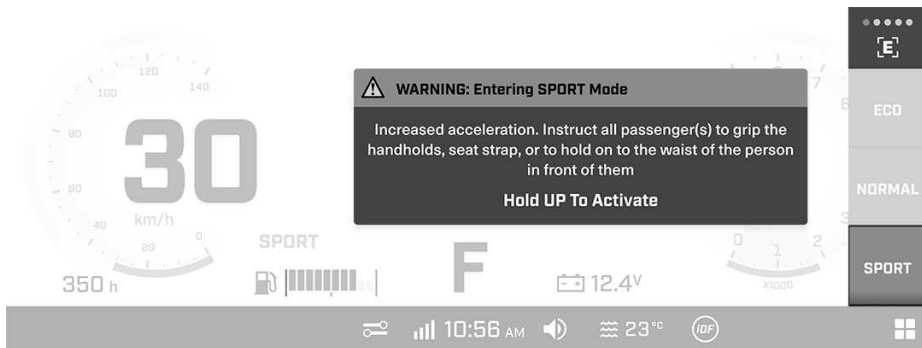 [E]
120
140
100
80
60
40
20
0
30
km/h
WARNING: Entering SPORT Mode
Increased acceleration. Instruct all passenger(s) to grip the
handholds, seat strap, or to hold on to the waist of the person
in front of them
Hold UP To Activate
7
6
3
2
1
0
X1000
ECO
NORMAL
SPORT
SPORT
350 h
F
12.4V
10:56 AM
23°C
iDF